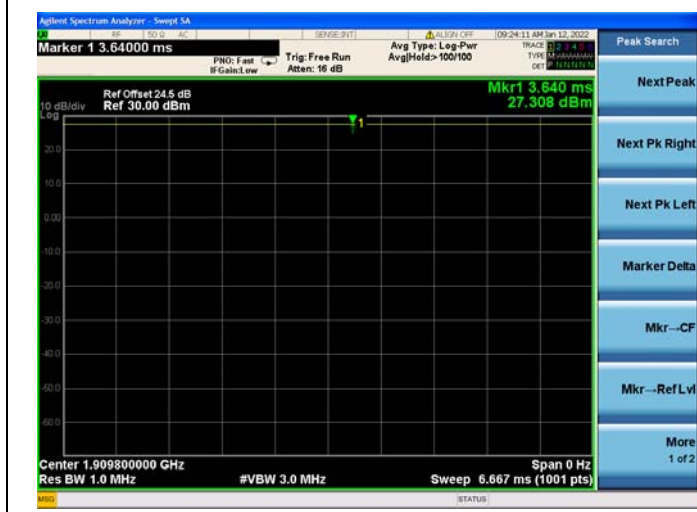 Agilent Spectrum Analyzer - Swept SA
RF 50 Ω AC SENSE:INT ALIGN OFF 09:24:11 AM Jan 12, 2022
Marker 1 3.64000 ms
PNO: Fast
IFGain:Low
Trig: Free Run
Atten: 16 dB
Avg Type: Log-Pwr
Avg|Hold:>100/100
TRACE 1 2 3 4 5 6
TYPE MWWWWW
DET P N N N N N
Peak Search
Next Peak
Next Pk Right
Next Pk Left
Marker Delta
Mkr→CF
Mkr→Ref Lvl
More
1 of 2
10 dB/div
Log
Ref Offset 24.5 dB
Ref 30.00 dBm
Mkr1 3.640 ms
27.308 dBm
1
20.0
10.0
0.00
-10.0
-20.0
-30.0
-40.0
-50.0
-60.0
Center 1.909800000 GHz
Span 0 Hz
Res BW 1.0 MHz
#VBW 3.0 MHz
Sweep 6.667 ms (1001 pts)
MSG
STATUS